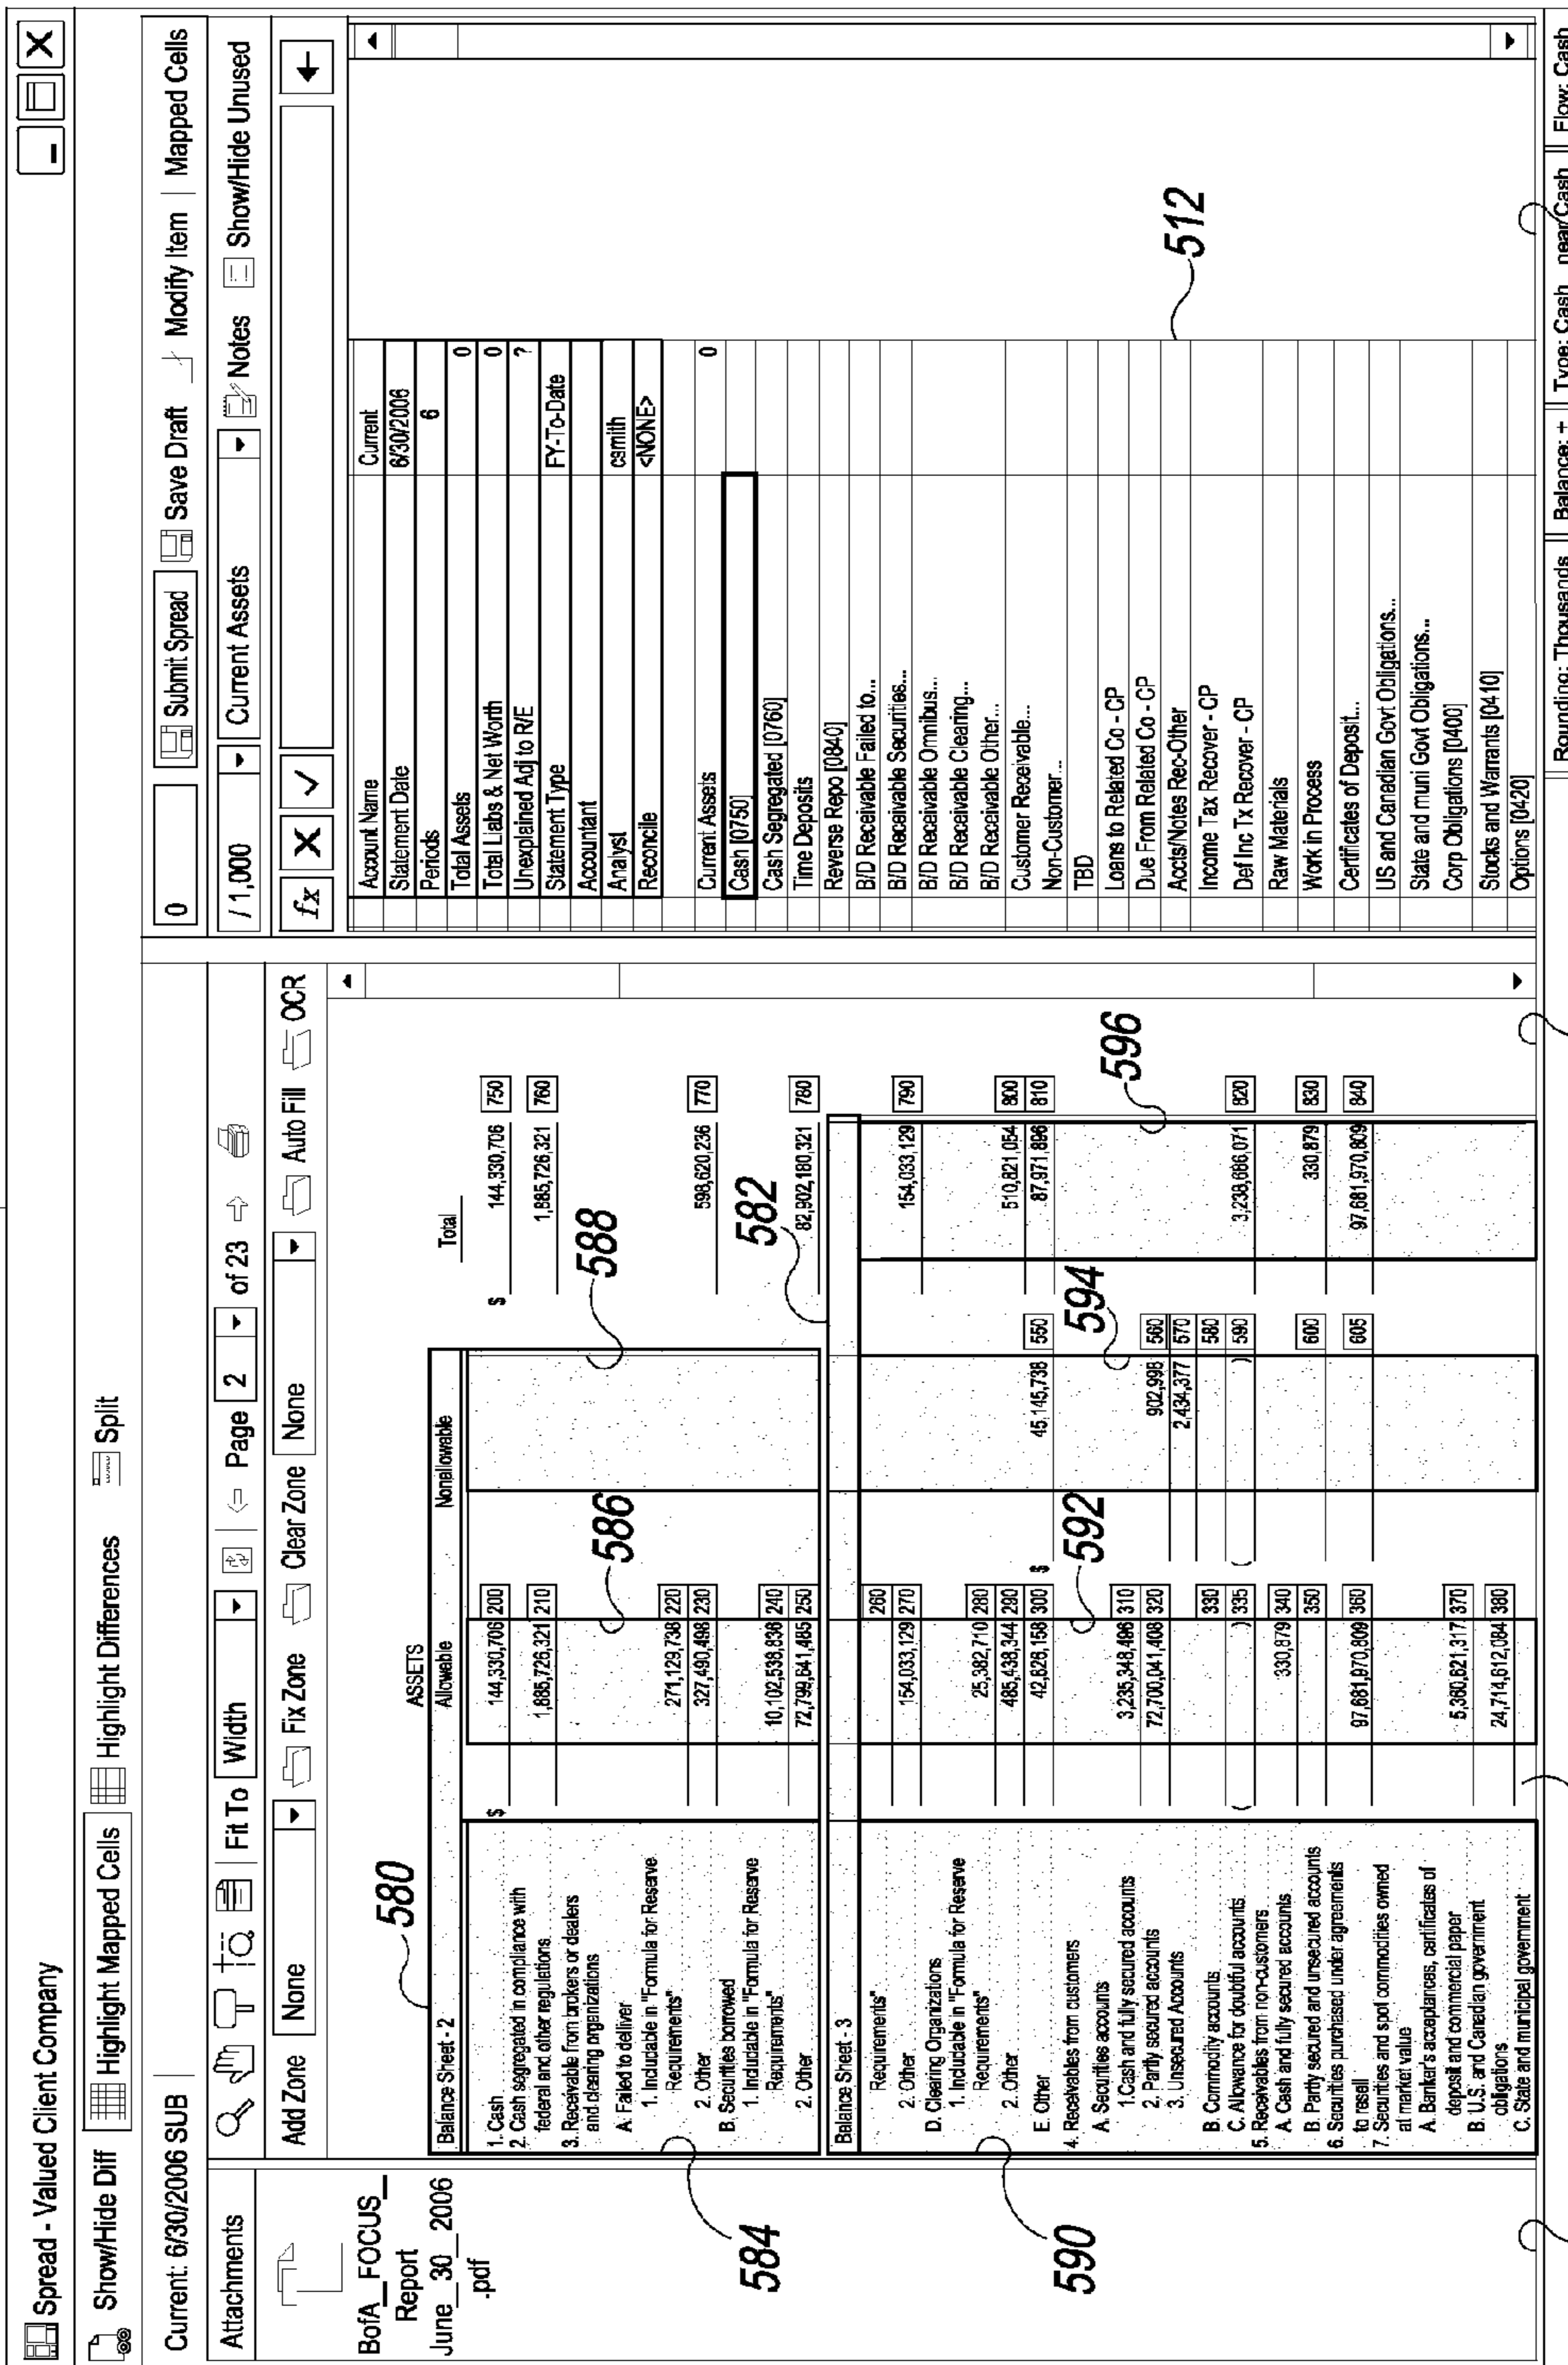 Spread - Valued Client Company
Show/Hide Diff Highlight Mapped Cells Highlight Differences Split
Current: 6/30/2006 SUB
0 Submit Spread Save Draft Modify Item Mapped Cells
Attachments
Fit To Width Page 2 of 23
/ 1,000 Current Assets Notes Show/Hide Unused
Add Zone None Fix Zone Clear Zone None Auto Fill OCR
fx X
BofA_FOCUS_
Report
June_30_2006
.pdf
580
ASSETS
Balance Sheet - 2 Allowable Nonallowable Total
1. Cash $ 144,330,706 200 $ 144,330,706 750
2. Cash segregated in compliance with
federal and other regulations 1,885,726,321 210 1,885,726,321 760
3. Receivable from brokers or dealers
and clearing organizations
A. Failed to delliver
1. Includable in "Formula for Reserve
Requirements" 271,129,738 220
2. Other 327,490,498 230 598,620,236 770
B. Securities borrowed
1. Includable in "Formula for Reserve
Requirements" 10,102,538,836 240
2. Other 72,799,641,485 250 82,902,180,321 780
584
586
588
582
Balance Sheet - 3
Requirements" 260
2. Other 154,033,129 270 154,033,129 790
D. Clearing Organizations
1. Includable in "Formula for Reserve
Requirements" 25,382,710 280
2. Other 485,438,344 290 510,821,054 800
E. Other 42,826,158 300 $ 45,145,738 550 87,971,896 810
4. Receivables from customers
A. Securities accounts
1.Cash and fully secured accounts 3,235,348,496 310
2. Partly secured accounts 72,700,041,408 320 902,998 560
3. Unsecured Accounts 2,434,377 570
B. Commodity accounts 330 580
C. Allowance for doubtful accounts ( ) 335 ( ) 590 3,238,686,071 820
5. Receivables from non-customers
A. Cash and fully secured accounts 330,879 340
B. Partly secured and unsecured accounts 350 600 330,879 830
6. Securities purchased under agreements
to resell 97,681,970,809 360 605 97,681,970,809 840
7. Securities and spot commodities owned
at market value
A. Banker's acceptances, certificates of
deposit and commercial paper
B. U.S. and Canadian government
obligations 5,360,621,317 370
C. State and municipal government 24,714,612,084 380
590
592
594
596
Account Name Current
Statement Date 6/30/2006
Periods 6
Total Assets 0
Total Liabs & Net Worth 0
Unexplained Adj to R/E ?
Statement Type FY-To-Date
Accountant
Analyst csmith
Reconcile <NONE>
Current Assets 0
Cash [0750]
Cash Segregated [0760]
Time Deposits
Reverse Repo [0840]
B/D Receivable Failed to...
B/D Receivable Securities...
B/D Receivable Omnibus...
B/D Receivable Clearing...
B/D Receivable Other...
Customer Receivable...
Non-Customer...
TBD
Loans to Related Co - CP
Due From Related Co - CP
Accts/Notes Rec-Other
Income Tax Recover - CP
Def Inc Tx Recover - CP
Raw Materials
Work in Process
Certificates of Deposit...
US and Canadian Govt Obligations...
State and muni Govt Obligations...
Corp Obligations [0400]
Stocks and Warrants [0410]
Options [0420]
512
Rounding: Thousands Balance: + Type: Cash near Cash Flow: Cash